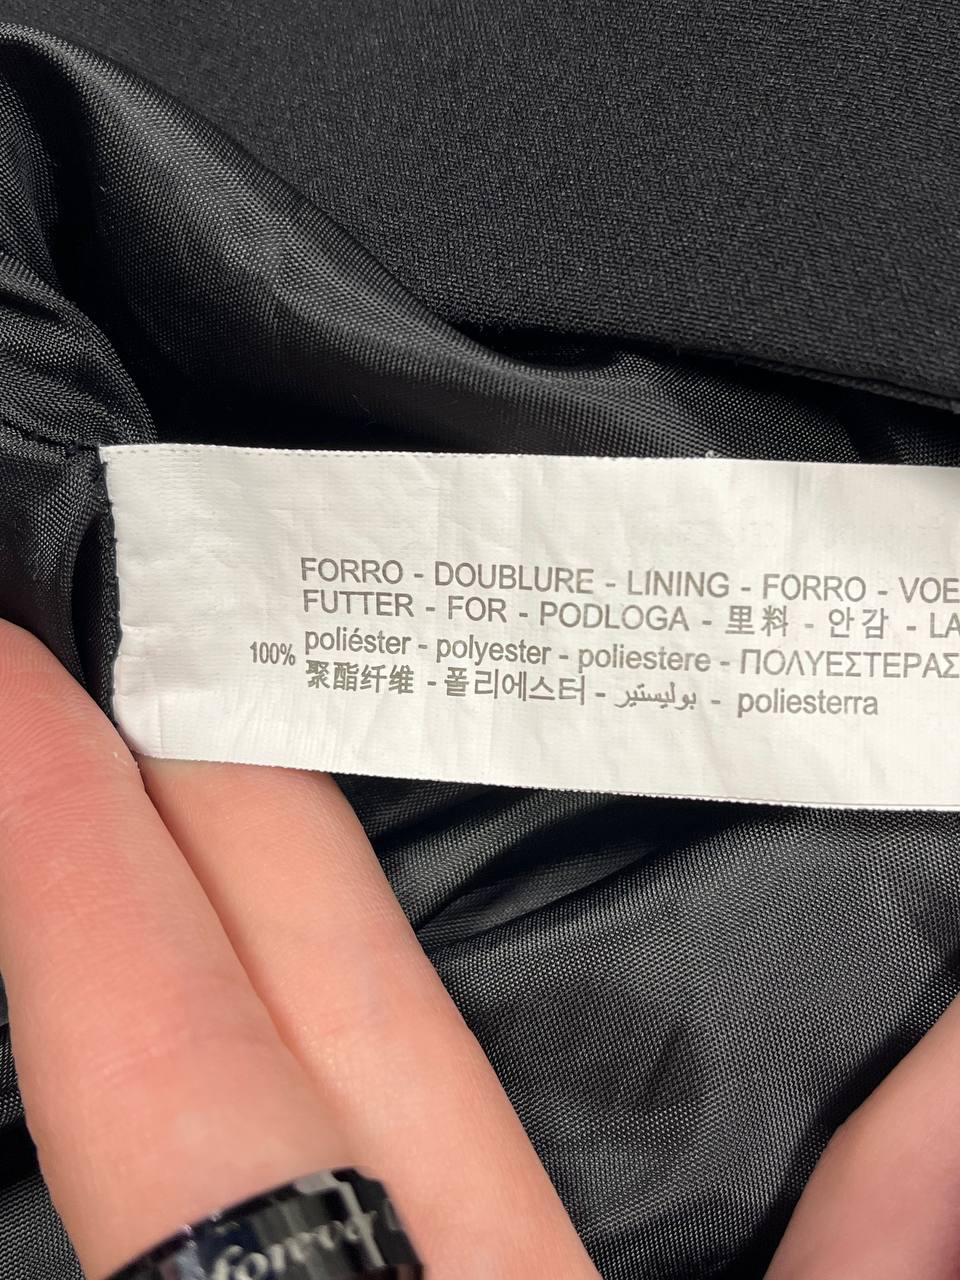 FORRO - DOUBLURE - LINING - FORRO - VOE
FUTTER - FOR - PODLOGA - 里料 - 안감 - LA
100% poliéster - polyester - poliestere - ΠΟΛΥΕΣΤΕΡΑΣ
聚酯纤维 - 폴리에스터 - بوليستير - poliesterra